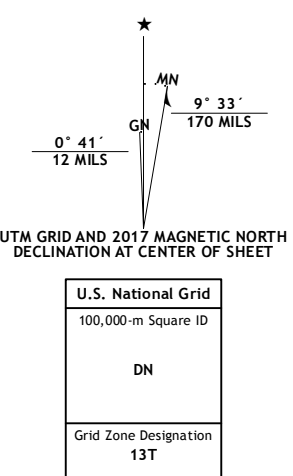 ★
MN
9° 33´
170 MILS
GN
0° 41´
12 MILS
UTM GRID AND 2017 MAGNETIC NORTH
DECLINATION AT CENTER OF SHEET
U.S. National Grid
100,000-m Square ID
DN
Grid Zone Designation
13T